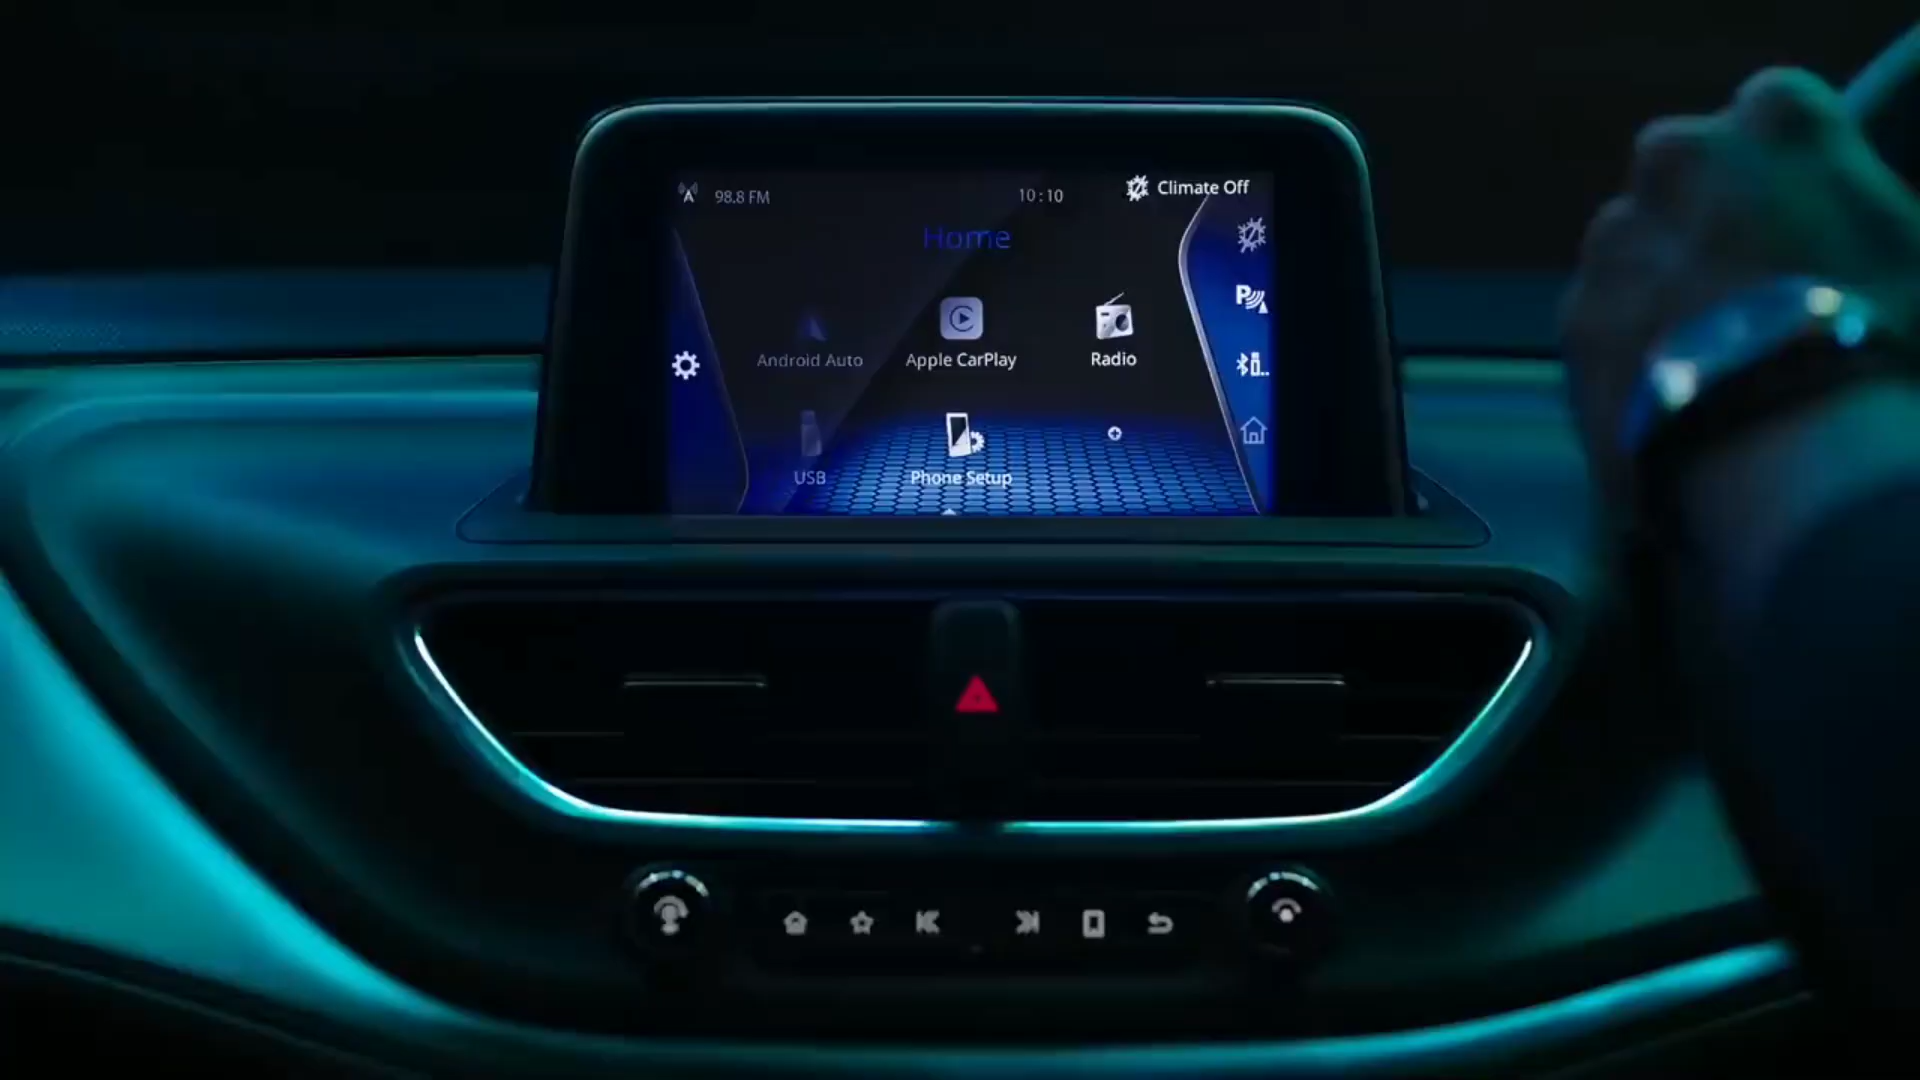 98.8 FM
10:10
Climate Off
Home
Android Auto
Apple CarPlay
Radio
USB
Phone Setup